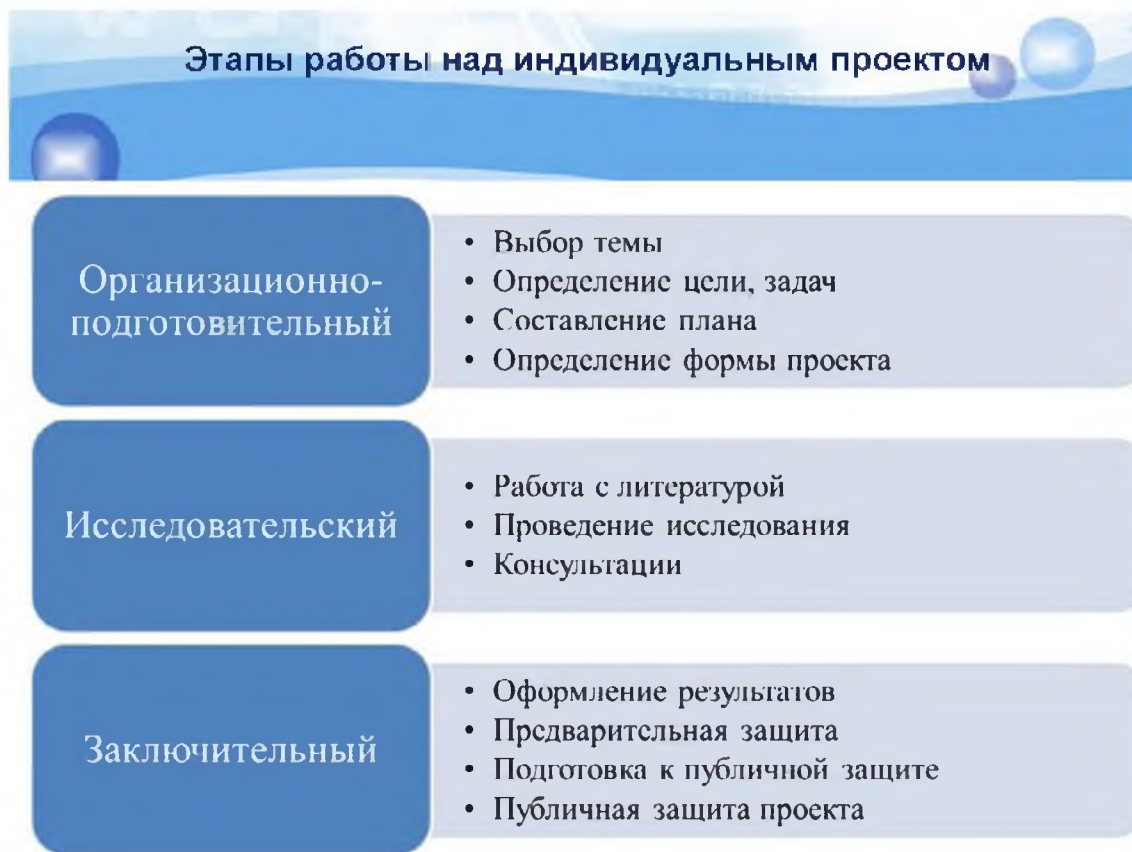 Этапы работы над индивидуальным проектом
Организационно-
подготовительный
• Выбор темы
• Определение цели, задач
• Составление плана
• Определение формы проекта
Исследовательский
• Работа с литературой
• Проведение исследования
• Консультации
Заключительный
• Оформление результатов
• Предварительная защита
• Подготовка к публичной защите
• Публичная защита проекта